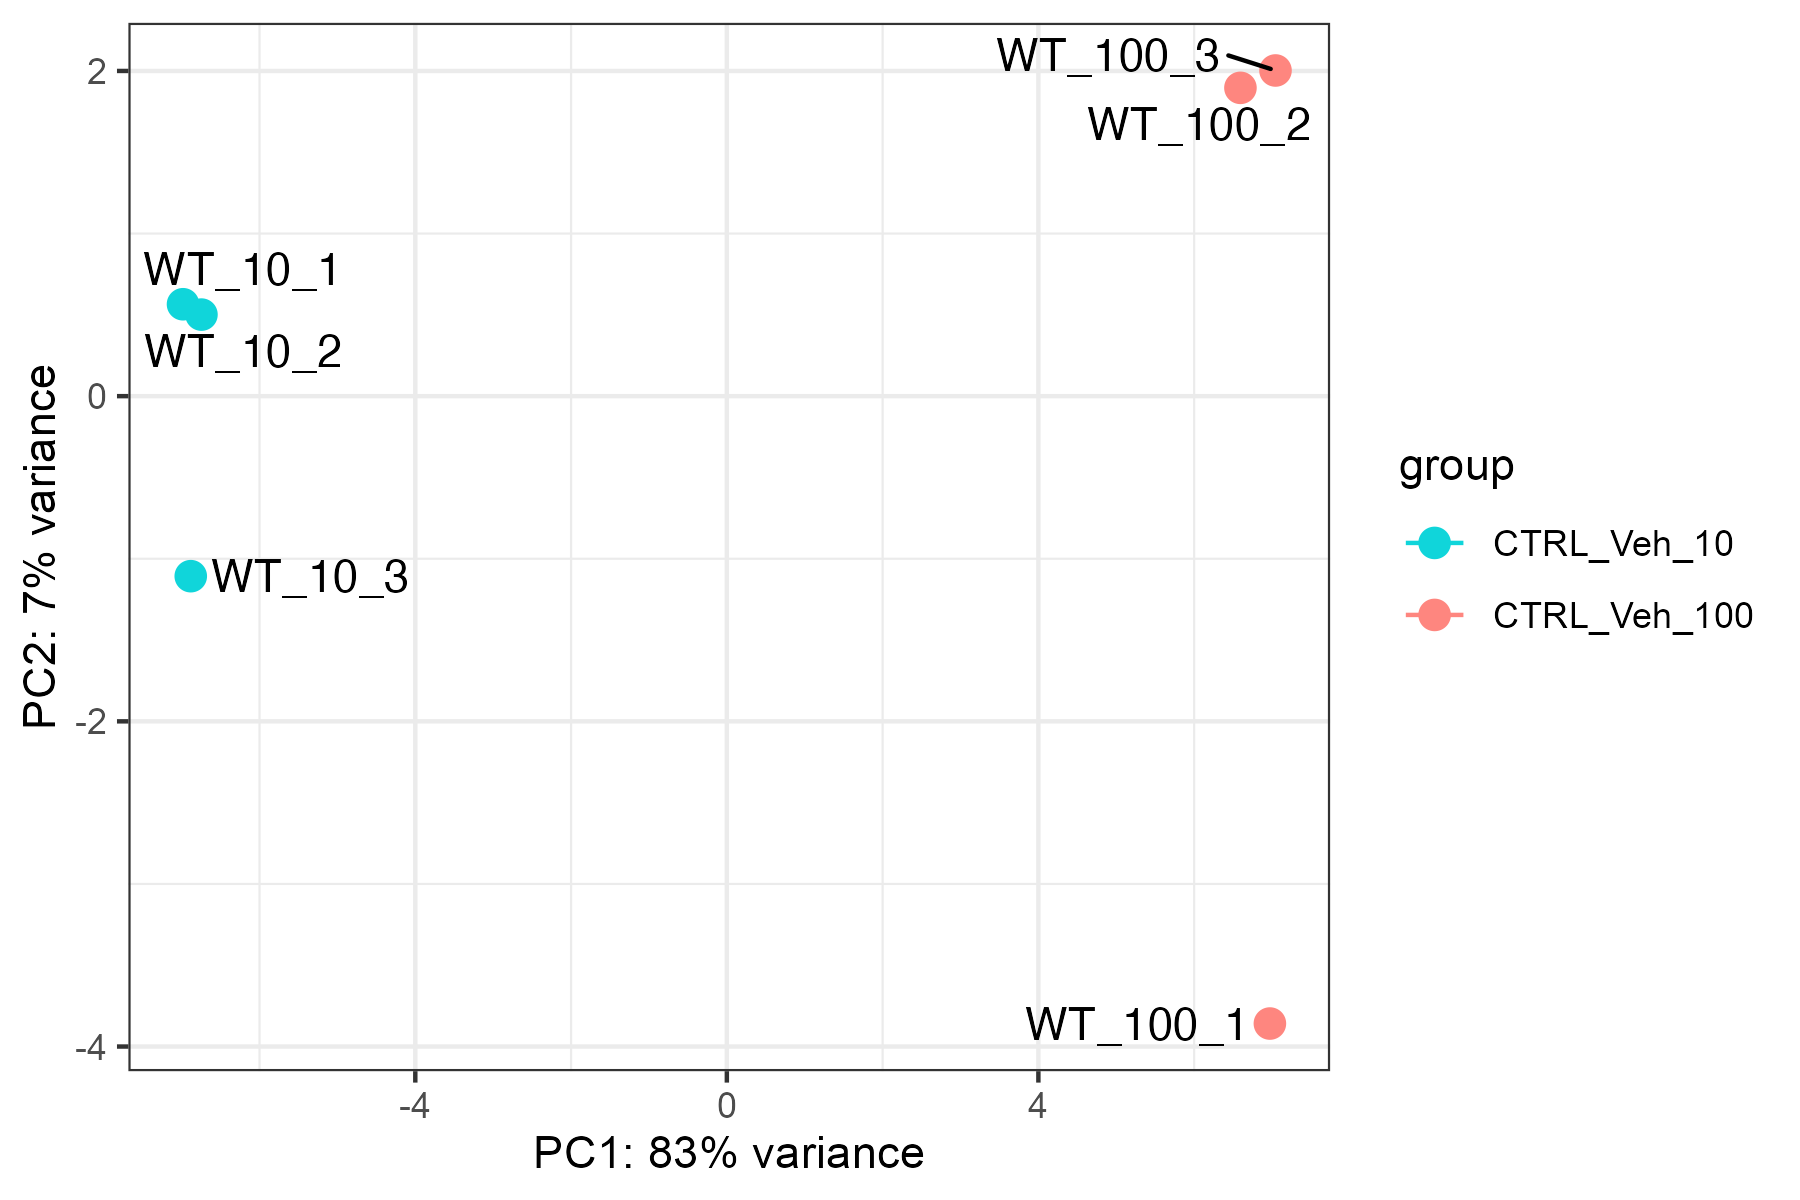 WT_100_3
WT_100_2
WT_10_1
WT_10_2
WT_10_3
WT_100_1
2
0
-2
-4
-4
0
4
PC1: 83% variance
PC2: 7% variance
group
CTRL_Veh_10
CTRL_Veh_100